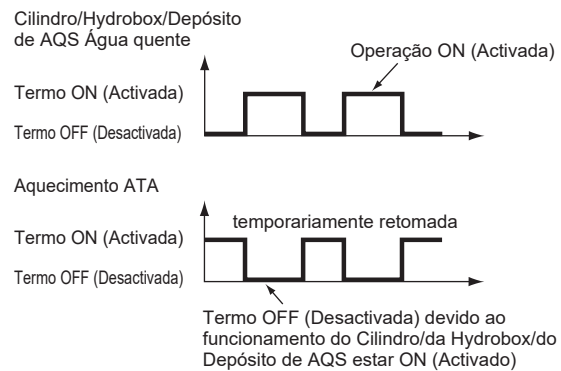 Cilindro/Hydrobox/Depósito
de AQS Água quente
Operação ON (Activada)
Termo ON (Activada)
Termo OFF (Desactivada)
Aquecimento ATA
temporariamente retomada
Termo ON (Activada)
Termo OFF (Desactivada)
Termo OFF (Desactivada) devido ao
funcionamento do Cilindro/da Hydrobox/do
Depósito de AQS estar ON (Activado)